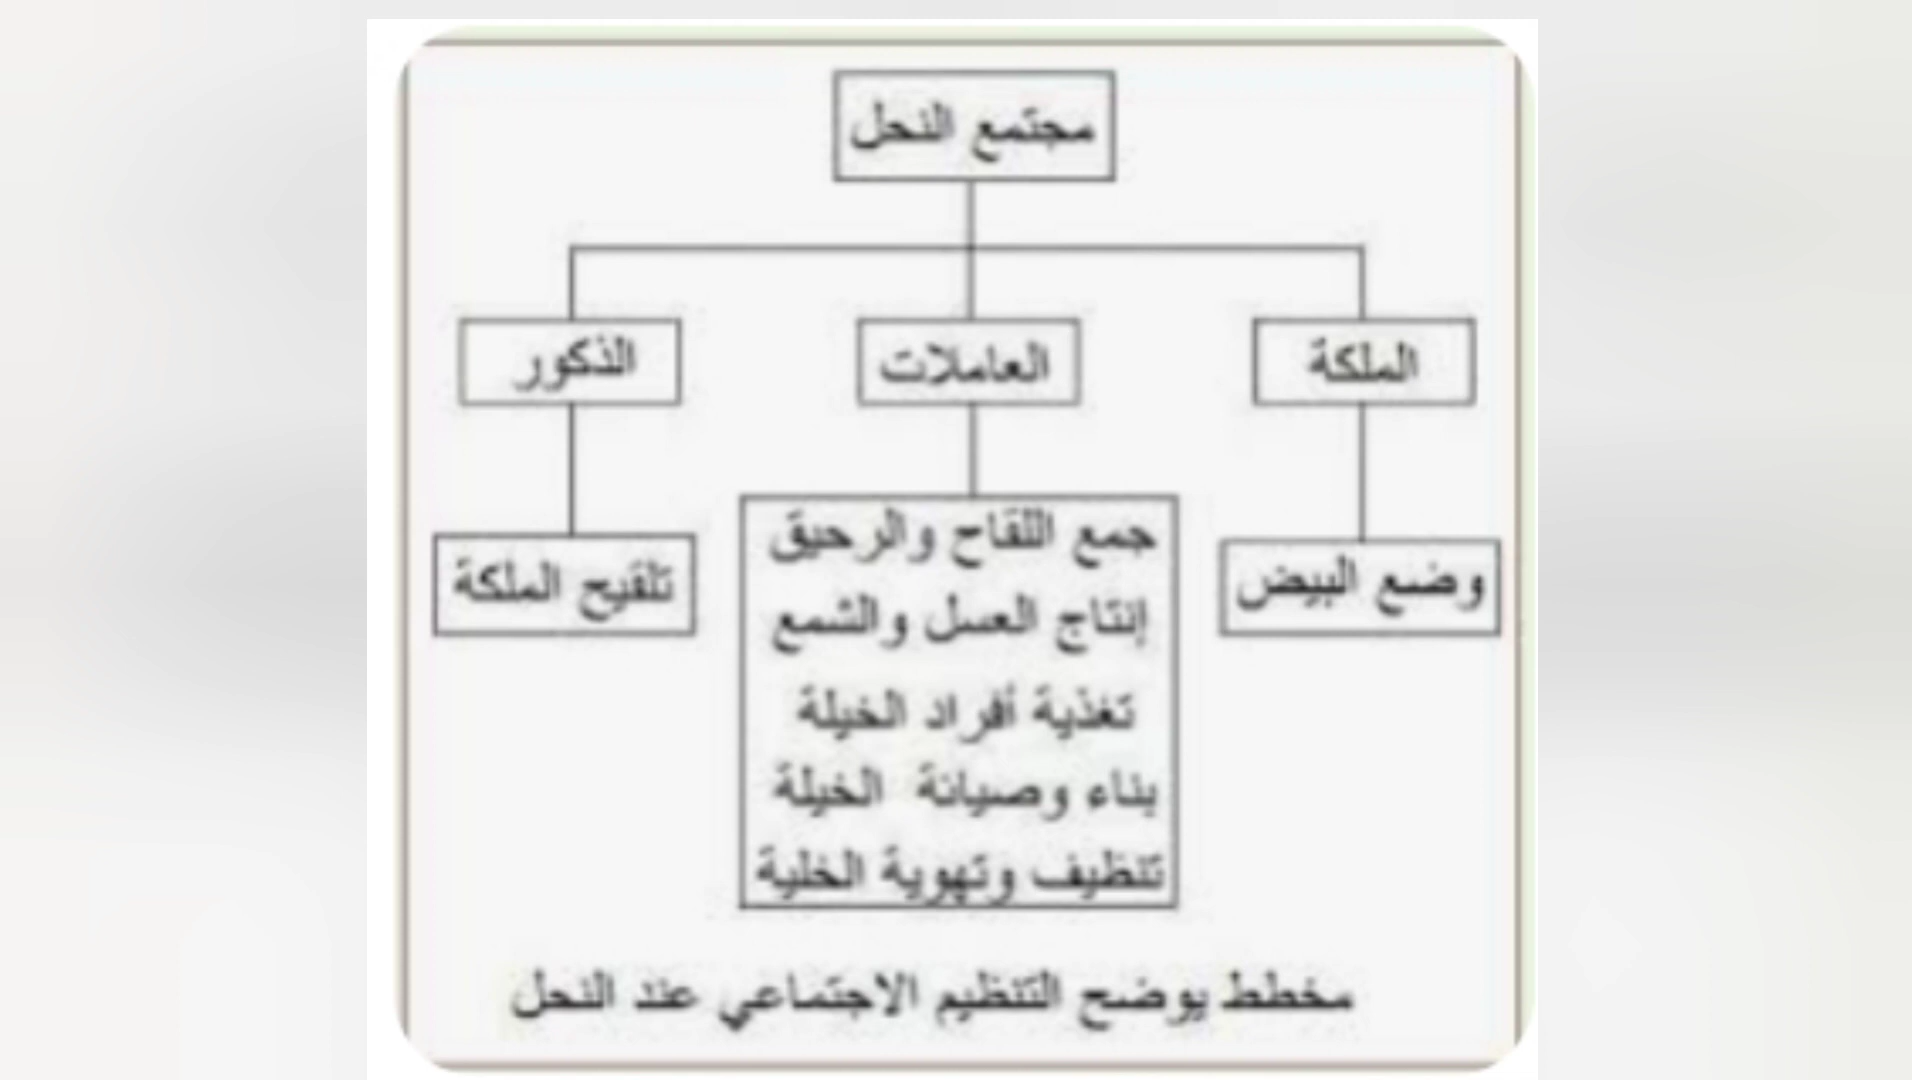 مجتمع النحل
الملكة
العاملات
الذكور
وضع البيض
جمع اللقاح والرحيق
إنتاج العسل والشمع
تغذية أفراد الخيلة
بناء وصيانة الخيلة
تنظيف وتهوية الخلية
تلقيح الملكة
مخطط يوضح التنظيم الاجتماعي عند النحل